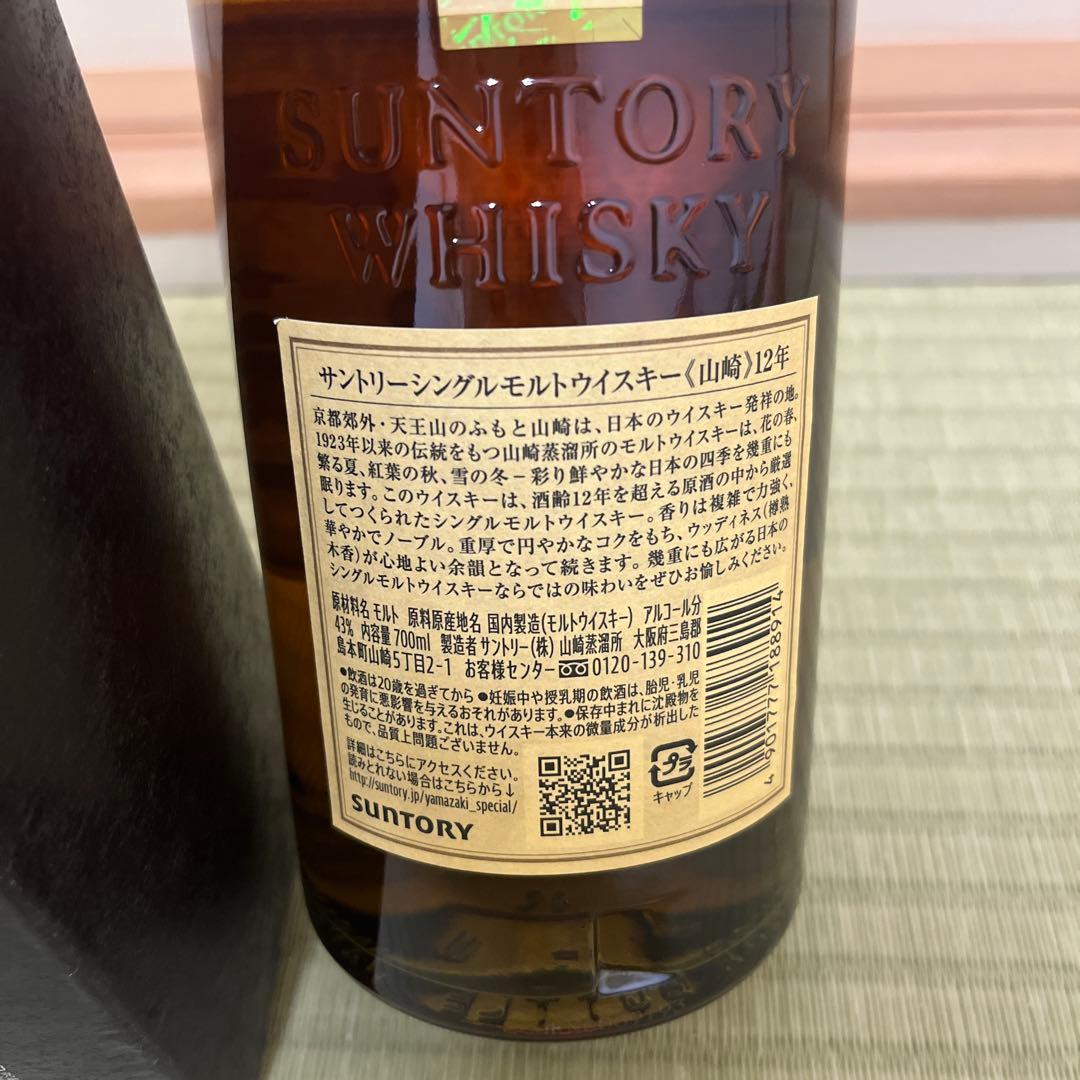 SUNTORY
WHISKY
サントリーシングルモルトウイスキー《山崎》12年
京都郊外・天王山のふもと山崎は、日本のウイスキー発祥の地。
1923年以来の伝統をもつ山崎蒸溜所のモルトウイスキーは、花の春、
繁る夏、紅葉の秋、雪の冬−彩り鮮やかな日本の四季を幾重にも
眠ります。このウイスキーは、酒齢12年を超える原酒の中から厳選
してつくられたシングルモルトウイスキー。香りは複雑で力強く、
華やかでノーブル。重厚で円やかなコクをもち、ウッディネス(樽熟
木香)が心地よい余韻となって続きます。幾重にも広がる日本の
シングルモルトウイスキーならではの味わいをぜひお愉しみください。
原材料名 モルト 原料原産地名 国内製造(モルトウイスキー) アルコール分
43% 内容量700ml 製造者 サントリー(株) 山崎蒸溜所 大阪府三島郡
島本町山崎5丁目2-1 お客様センター 0120-139-310
●飲酒は20歳を過ぎてから ●妊娠中や授乳期の飲酒は、胎児・乳児
の発育に悪影響を与えるおそれがあります。●保存中まれに沈殿物を
生じることがあります。これは、ウイスキー本来の微量成分が析出した
もので、品質上問題ございません。
詳細はこちらにアクセスください。
読みとれない場合はこちらから↓
http://suntory.jp/yamazaki_special/
SUNTORY
プラ
キャップ
4901777188914